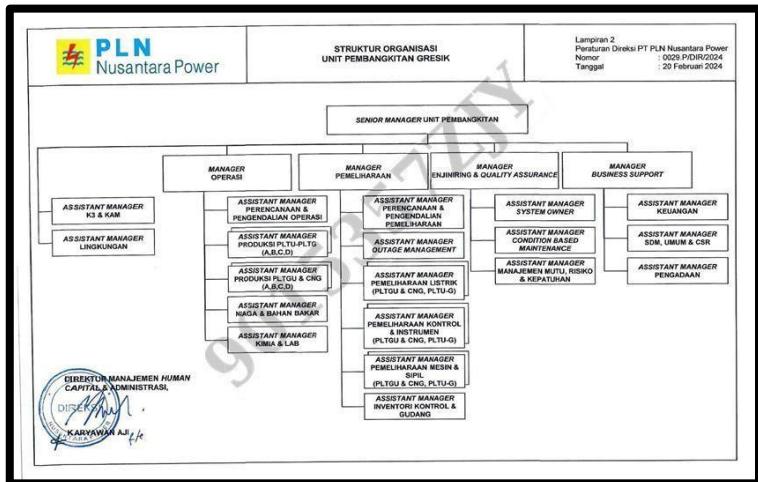 PLN
Nusantara Power
STRUKTUR ORGANISASI
UNIT PEMBANGKITAN GRESIK
Lampiran 2
Peraturan Direksi PT PLN Nusantara Power
Nomor : 0029.P/DIR/2024
Tanggal : 20 Februari 2024
SENIOR MANAGER UNIT PEMBANGKITAN
MANAGER
OPERASI
MANAGER
PEMELIHARAAN
MANAGER
ENJINIRING & QUALITY ASSURANCE
MANAGER
BUSINESS SUPPORT
ASSISTANT MANAGER
K3 & KAM
ASSISTANT MANAGER
LINGKUNGAN
ASSISTANT MANAGER
PERENCANAAN &
PENGENDALIAN OPERASI
ASSISTANT MANAGER
PRODUKSI PLTU-PLTG
(A,B,C,D)
ASSISTANT MANAGER
PRODUKSI PLTGU & CNG
(A,B,C,D)
ASSISTANT MANAGER
NIAGA & BAHAN BAKAR
ASSISTANT MANAGER
KIMIA & LAB
ASSISTANT MANAGER
PERENCANAAN &
PENGENDALIAN
PEMELIHARAAN
ASSISTANT MANAGER
OUTAGE MANAGEMENT
ASSISTANT MANAGER
PEMELIHARAAN LISTRIK
(PLTGU & CNG, PLTU-G)
ASSISTANT MANAGER
PEMELIHARAAN KONTROL
& INSTRUMEN
(PLTGU & CNG, PLTU-G)
ASSISTANT MANAGER
PEMELIHARAAN MESIN &
SIPIL
(PLTGU & CNG, PLTU-G)
ASSISTANT MANAGER
INVENTORI KONTROL &
GUDANG
ASSISTANT MANAGER
SYSTEM OWNER
ASSISTANT MANAGER
CONDITION BASED
MAINTENANCE
ASSISTANT MANAGER
MANAJEMEN MUTU, RISIKO
& KEPATUHAN
ASSISTANT MANAGER
KEUANGAN
ASSISTANT MANAGER
SDM, UMUM & CSR
ASSISTANT MANAGER
PENGADAAN
DIREKTUR MANAJEMEN HUMAN
CAPITAL & ADMINISTRASI,
DIREKSI
NUSANTARA POWER
KARYAWAN AJI